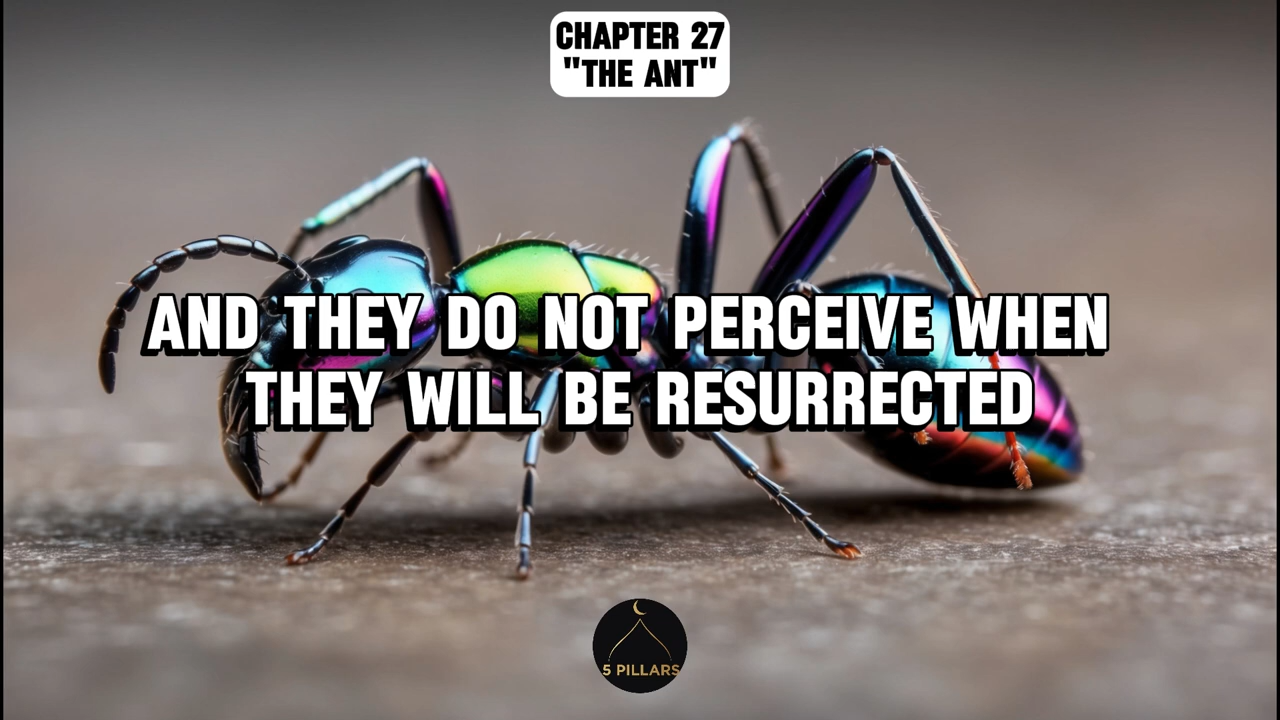 CHAPTER 27
"THE ANT"
AND THEY DO NOT PERCEIVE WHEN
THEY WILL BE RESURRECTED
5 PILLARS